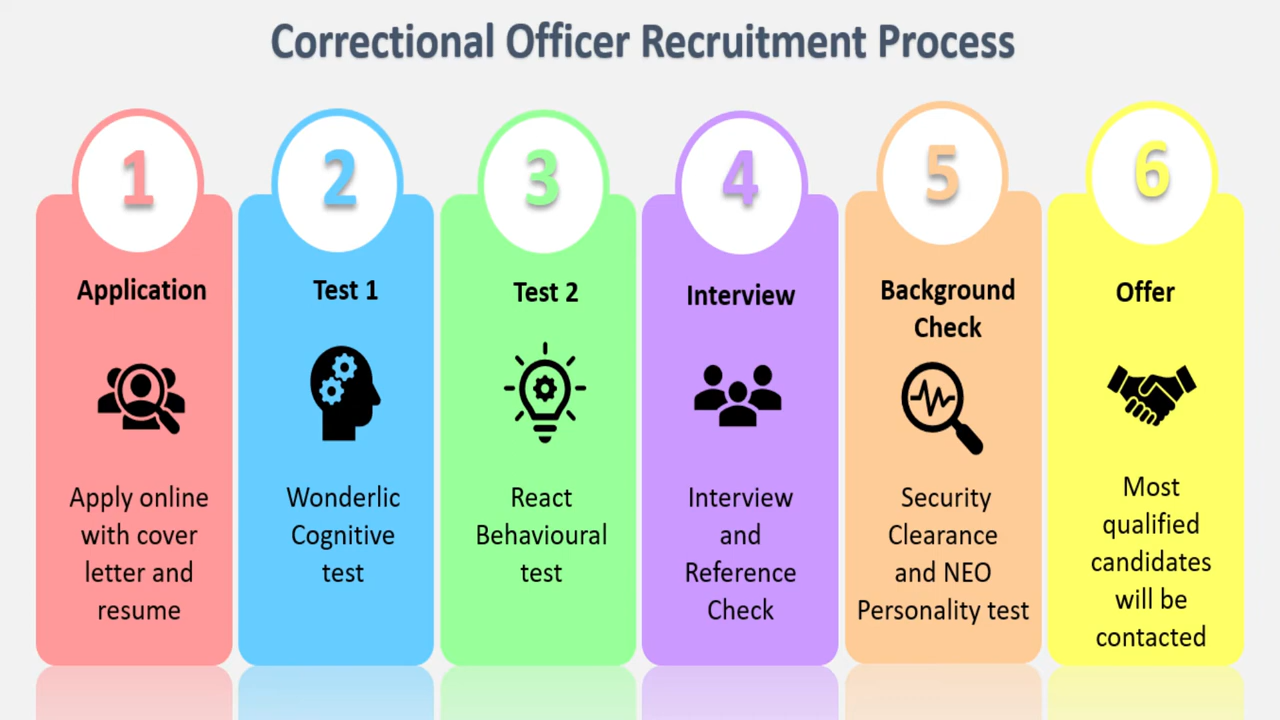 Correctional Officer Recruitment Process
1
Application
Apply online
with cover
letter and
resume
2
Test 1
Wonderlic
Cognitive
test
3
Test 2
React
Behavioural
test
4
Interview
Interview
and
Reference
Check
5
Background
Check
Security
Clearance
and NEO
Personality test
6
Offer
Most
qualified
candidates
will be
contacted